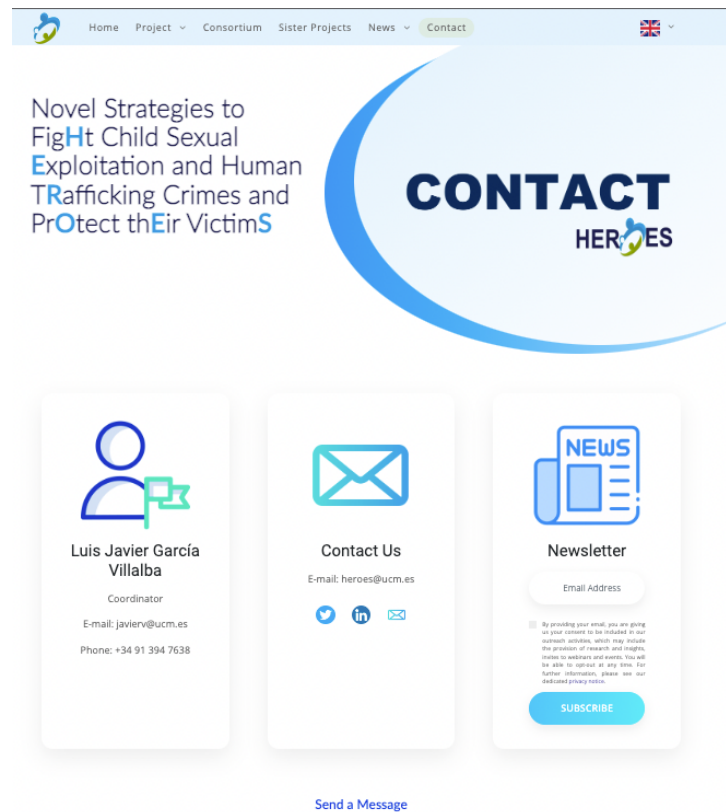 Home Project Consortium Sister Projects News Contact
Novel Strategies to
FigHt Child Sexual
Exploitation and Human
TRafficking Crimes and
PrOtect thEir VictimS
CONTACT
HEROES
Luis Javier García
Villalba
Coordinator
E-mail: javierv@ucm.es
Phone: +34 91 394 7638
Contact Us
E-mail: heroes@ucm.es
in
NEWS
Newsletter
Email Address
By providing your email, you are giving
us your consent to be included in our
outreach activities, which may include
the provision of research and insights,
invites to webinars and events. You will
be able to opt-out at any time. For
further information, please see our
dedicated privacy notice.
SUBSCRIBE
Send a Message